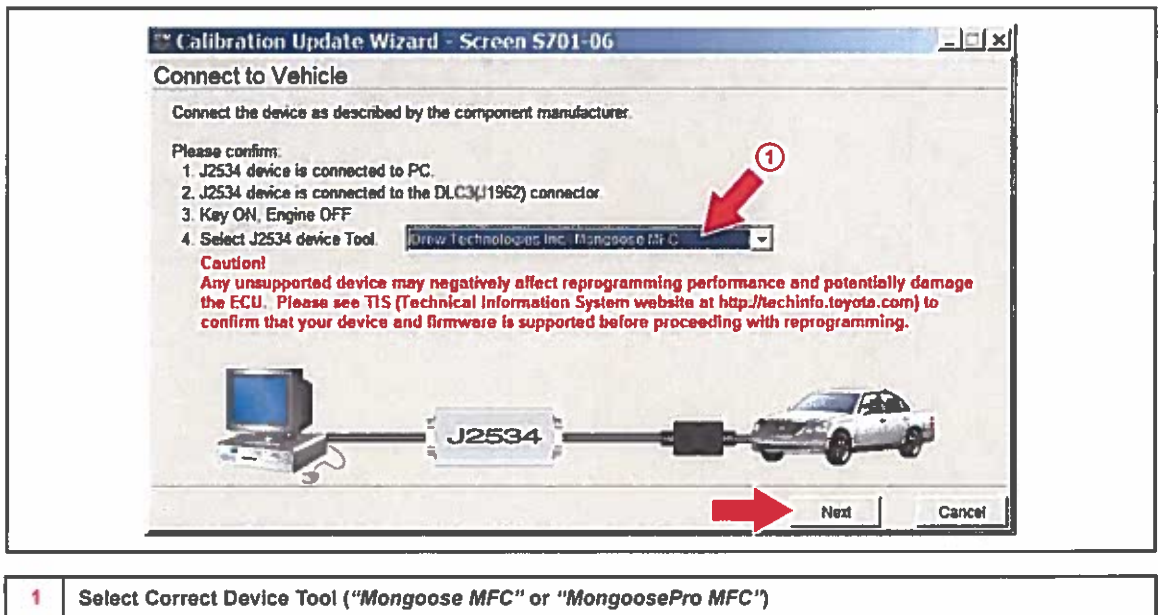 Calibration Update Wizard - Screen S701-06
Connect to Vehicle
Connect the device as described by the component manufacturer.
Please confirm:
1. J2534 device is connected to PC.
2. J2534 device is connected to the DLC3(J1962) connector
3. Key ON, Engine OFF
1
4. Select J2534 device Tool. Drew Technologies Inc. Mongoose MFC
Caution!
Any unsupported device may negatively affect reprogramming performance and potentially damage
the ECU. Please see TIS (Technical Information System website at http://techinfo.toyota.com) to
confirm that your device and firmware is supported before proceeding with reprogramming.
J2534
Next Cancel
1 Select Correct Device Tool ("Mongoose MFC" or "MongoosePro MFC")